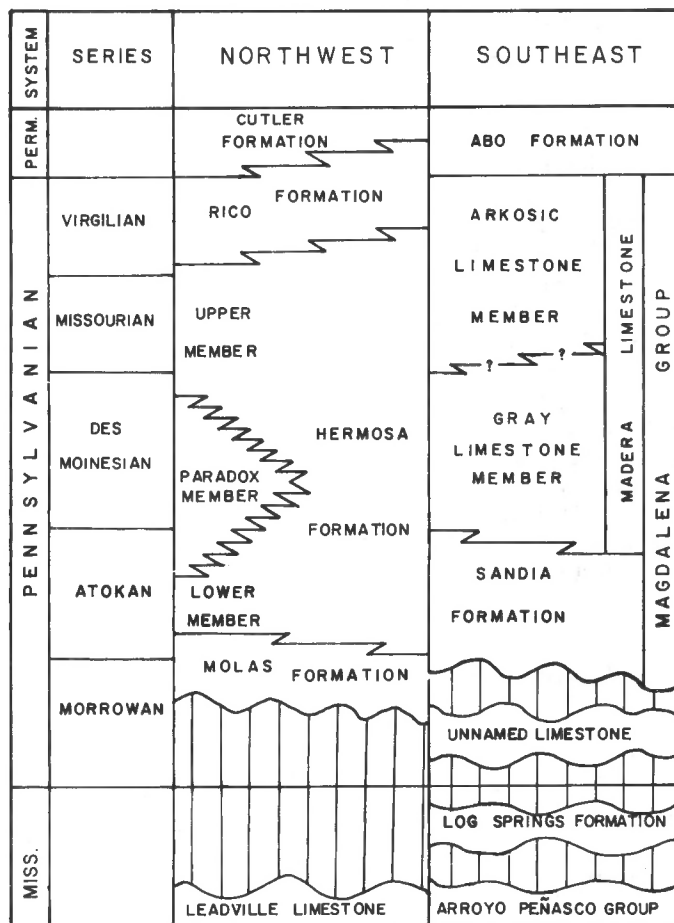 SYSTEM
SERIES
NORTHWEST
SOUTHEAST
PERM.
CUTLER
FORMATION
ABO FORMATION
PENNSYLVANIAN
VIRGILIAN
RICO
FORMATION
ARKOSIC
LIMESTONE
MEMBER
MISSOURIAN
UPPER
MEMBER
? ?
DES
MOINESIAN
HERMOSA
FORMATION
PARADOX
MEMBER
GRAY
LIMESTONE
MEMBER
MADERA LIMESTONE
MAGDALENA GROUP
ATOKAN
LOWER
MEMBER
SANDIA
FORMATION
MOLAS
FORMATION
MORROWAN
UNNAMED LIMESTONE
MISS.
LOG SPRINGS FORMATION
LEADVILLE LIMESTONE
ARROYO PEÑASCO GROUP